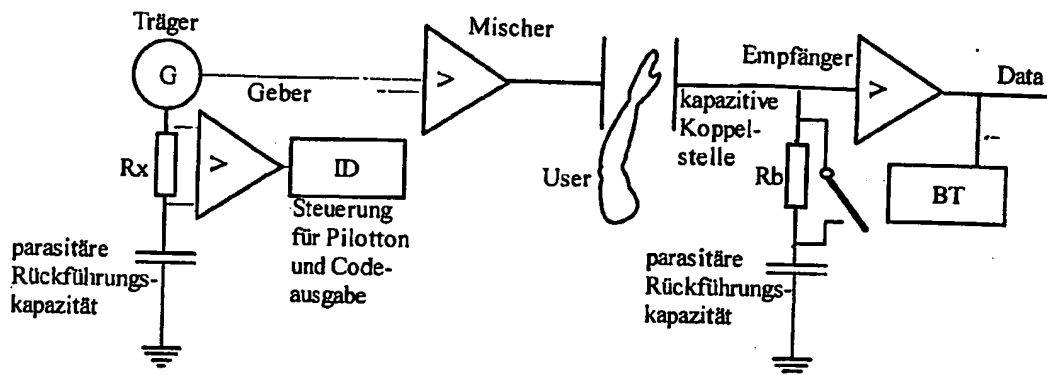 Träger
G
Geber
Mischer
V
Rx
V
ID
Steuerung
für Pilotton
und Code-
ausgabe
parasitäre
Rückführungs-
kapazität
User
kapazitive
Koppel-
stelle
Empfänger
V
Data
Rb
BT
parasitäre
Rückführungs-
kapazität